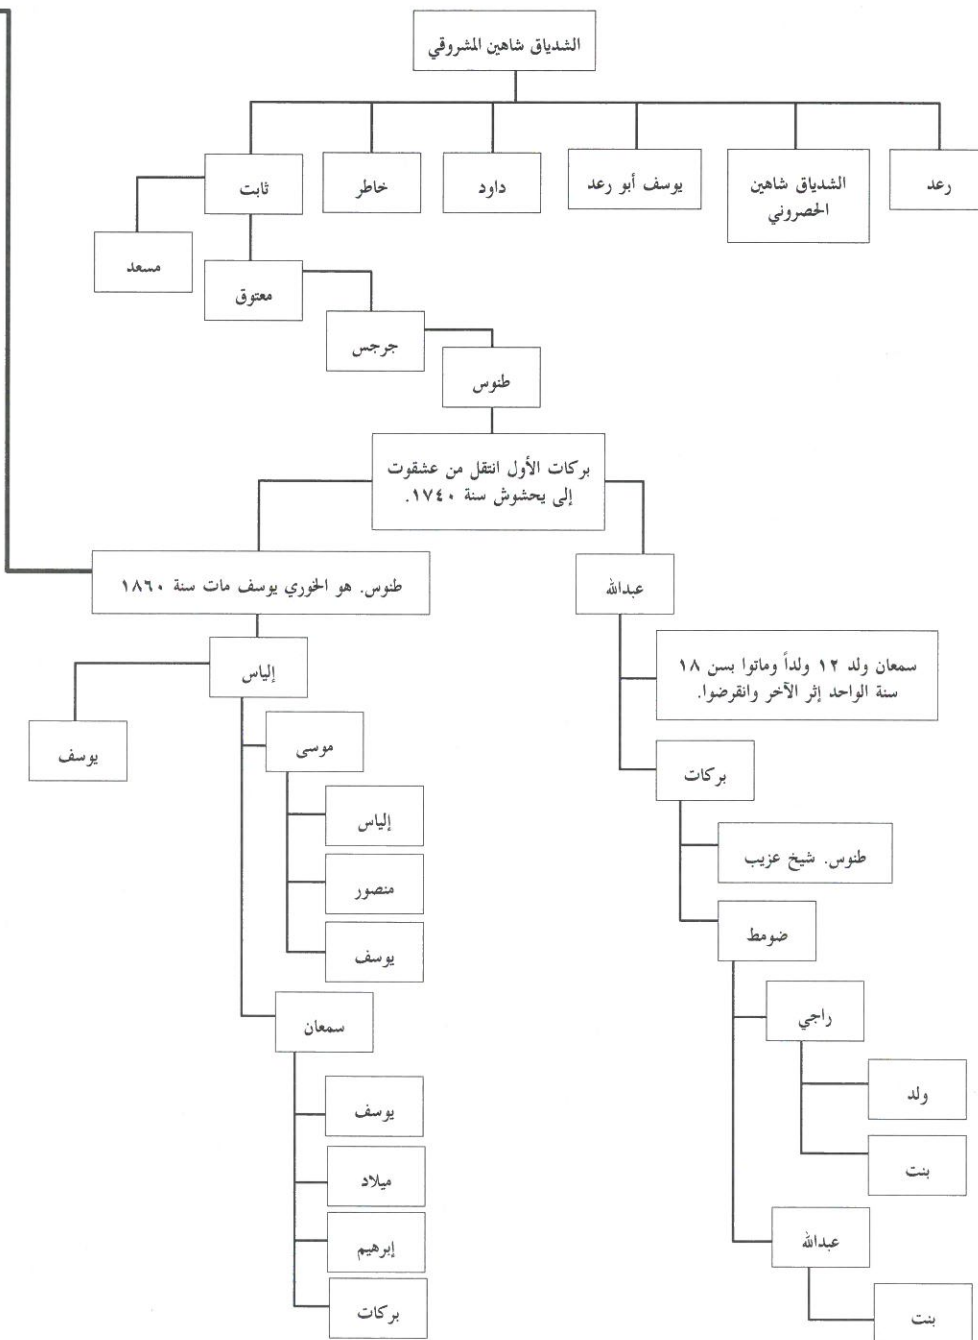 الشدياق شاهين المشروقي
رعد
الشدياق شاهين
الحصروني
يوسف أبو رعد
داود
خاطر
ثابت
مسعد
معتوق
جرجس
طنوس
بركات الأول انتقل من عشقوت
إلى يحشوش سنة ١٧٤٠.
عبدالله
طنوس. هو الخوري يوسف مات سنة ١٨٦٠
سمعان ولد ١٢ ولداً وماتوا بسن ١٨
سنة الواحد إثر الآخر وانقرضوا.
بركات
طنوس. شيخ عزيب
ضومط
راجي
ولد
بنت
عبدالله
بنت
إلياس
يوسف
موسى
إلياس
منصور
يوسف
سمعان
يوسف
ميلاد
إبرهيم
بركات